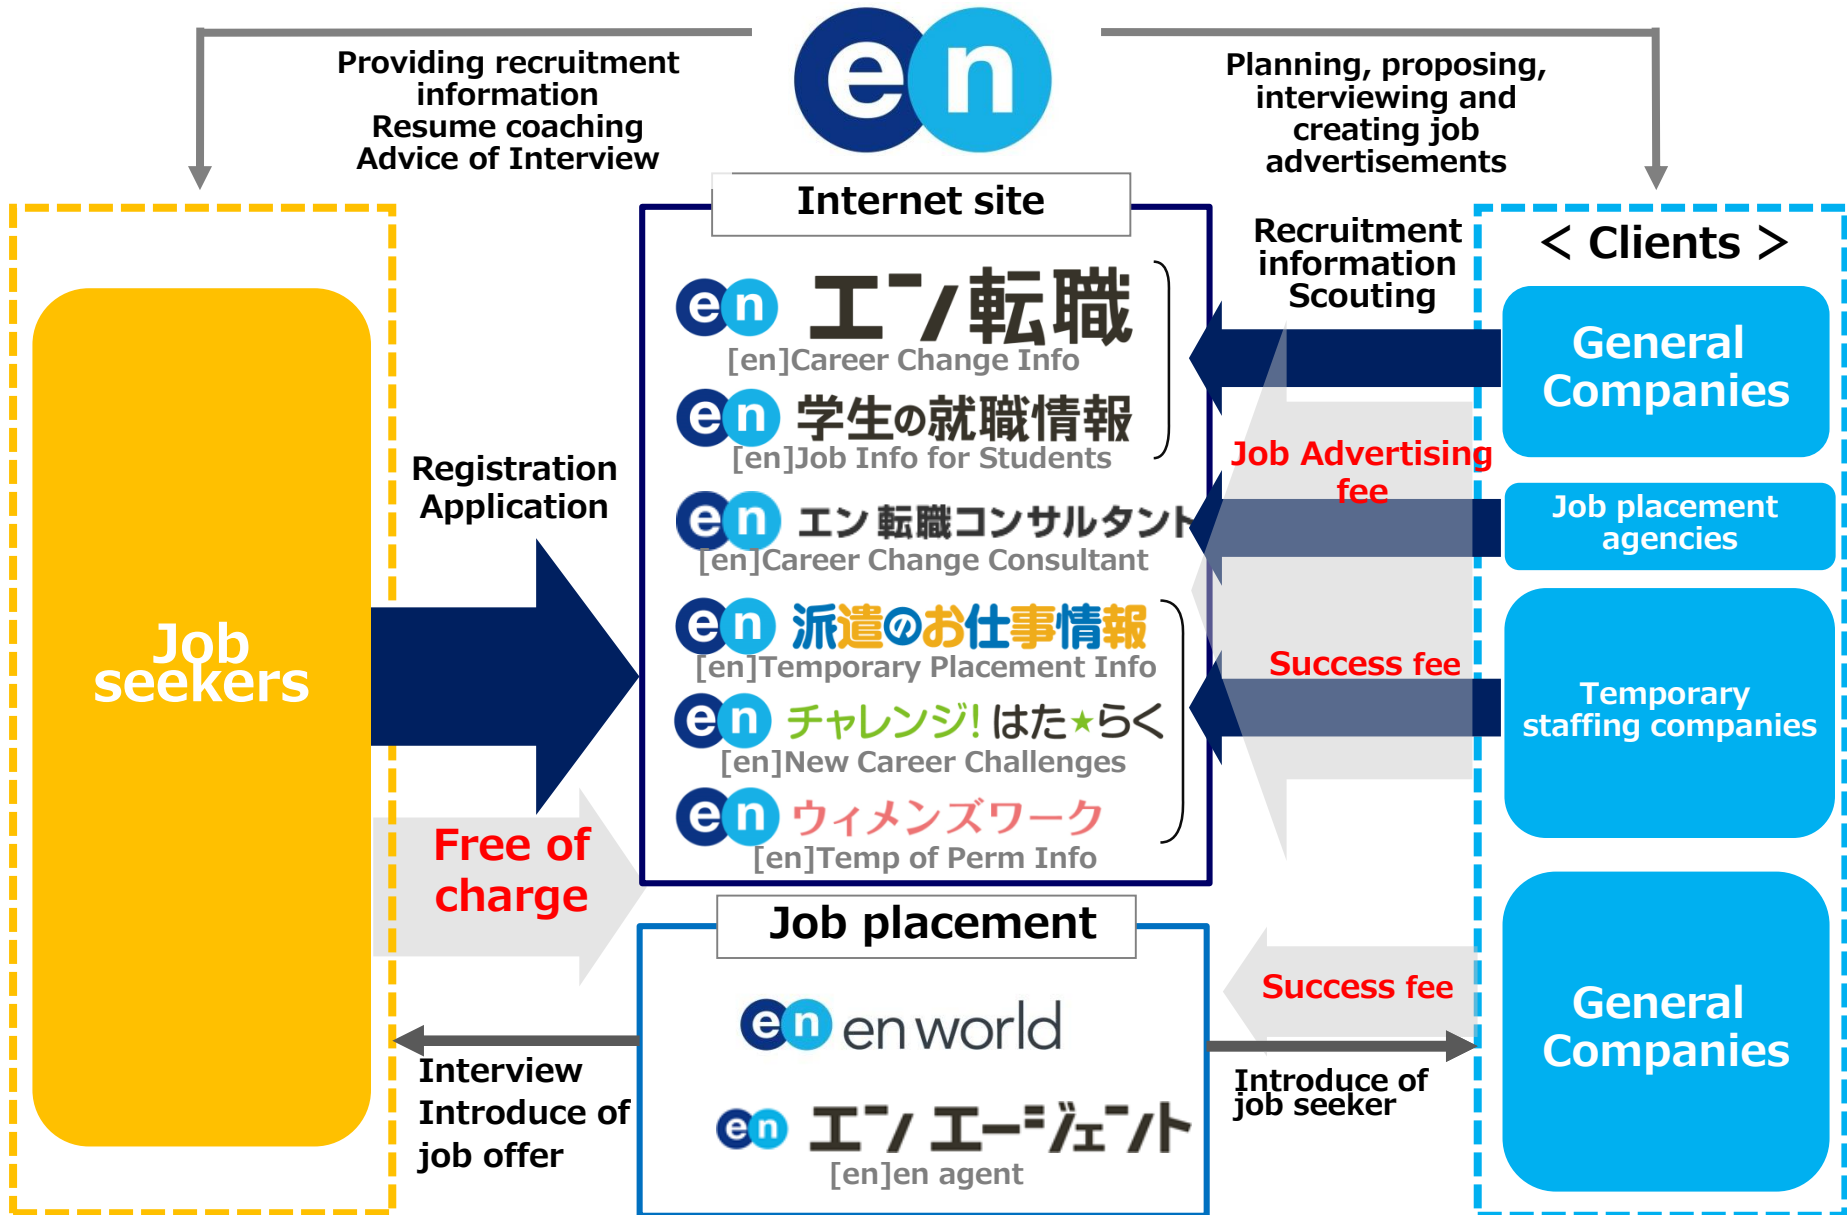 en
Providing recruitment
information
Resume coaching
Advice of Interview
Planning, proposing,
interviewing and
creating job
advertisements
Internet site
en エン転職
[en]Career Change Info
en 学生の就職情報
[en]Job Info for Students
en エン 転職コンサルタント
[en]Career Change Consultant
en 派遣のお仕事情報
[en]Temporary Placement Info
en チャレンジ! はた★らく
[en]New Career Challenges
en ウィメンズワーク
[en]Temp of Perm Info
Job seekers
Registration
Application
Free of
charge
Recruitment
information
Scouting
Job Advertising
fee
Success fee
< Clients >
General
Companies
Job placement
agencies
Temporary
staffing companies
General
Companies
Job placement
en en world
en エン エージェント
[en]en agent
Interview
Introduce of
job offer
Success fee
Introduce of
job seeker